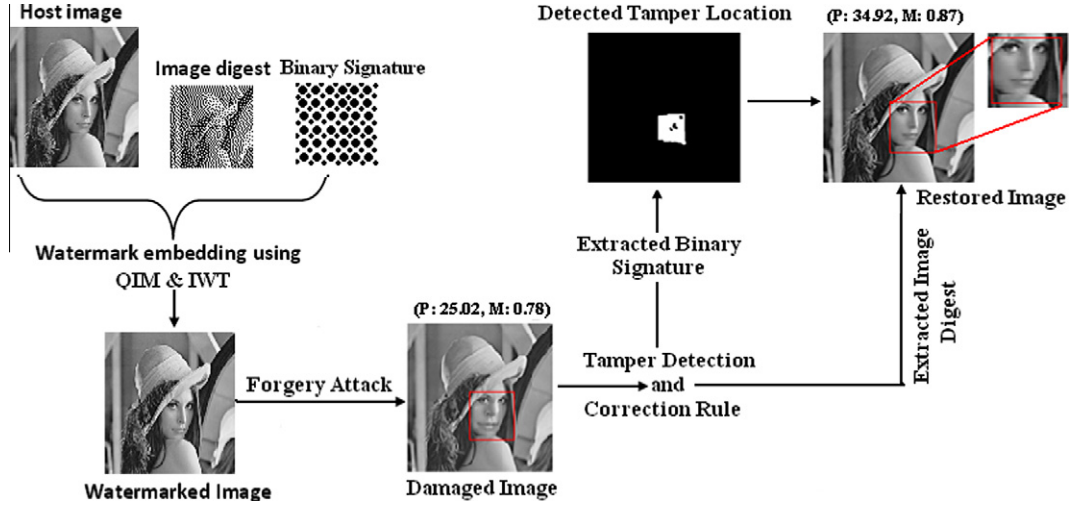 Host image
Image digest
Binary Signature
Watermark embedding using
QIM & IWT
Watermarked Image
Forgery Attack
(P: 25.02, M: 0.78)
Damaged Image
Tamper Detection
and
Correction Rule
Extracted Binary
Signature
Detected Tamper Location
(P: 34.92, M: 0.87)
Restored Image
Extracted Image
Digest